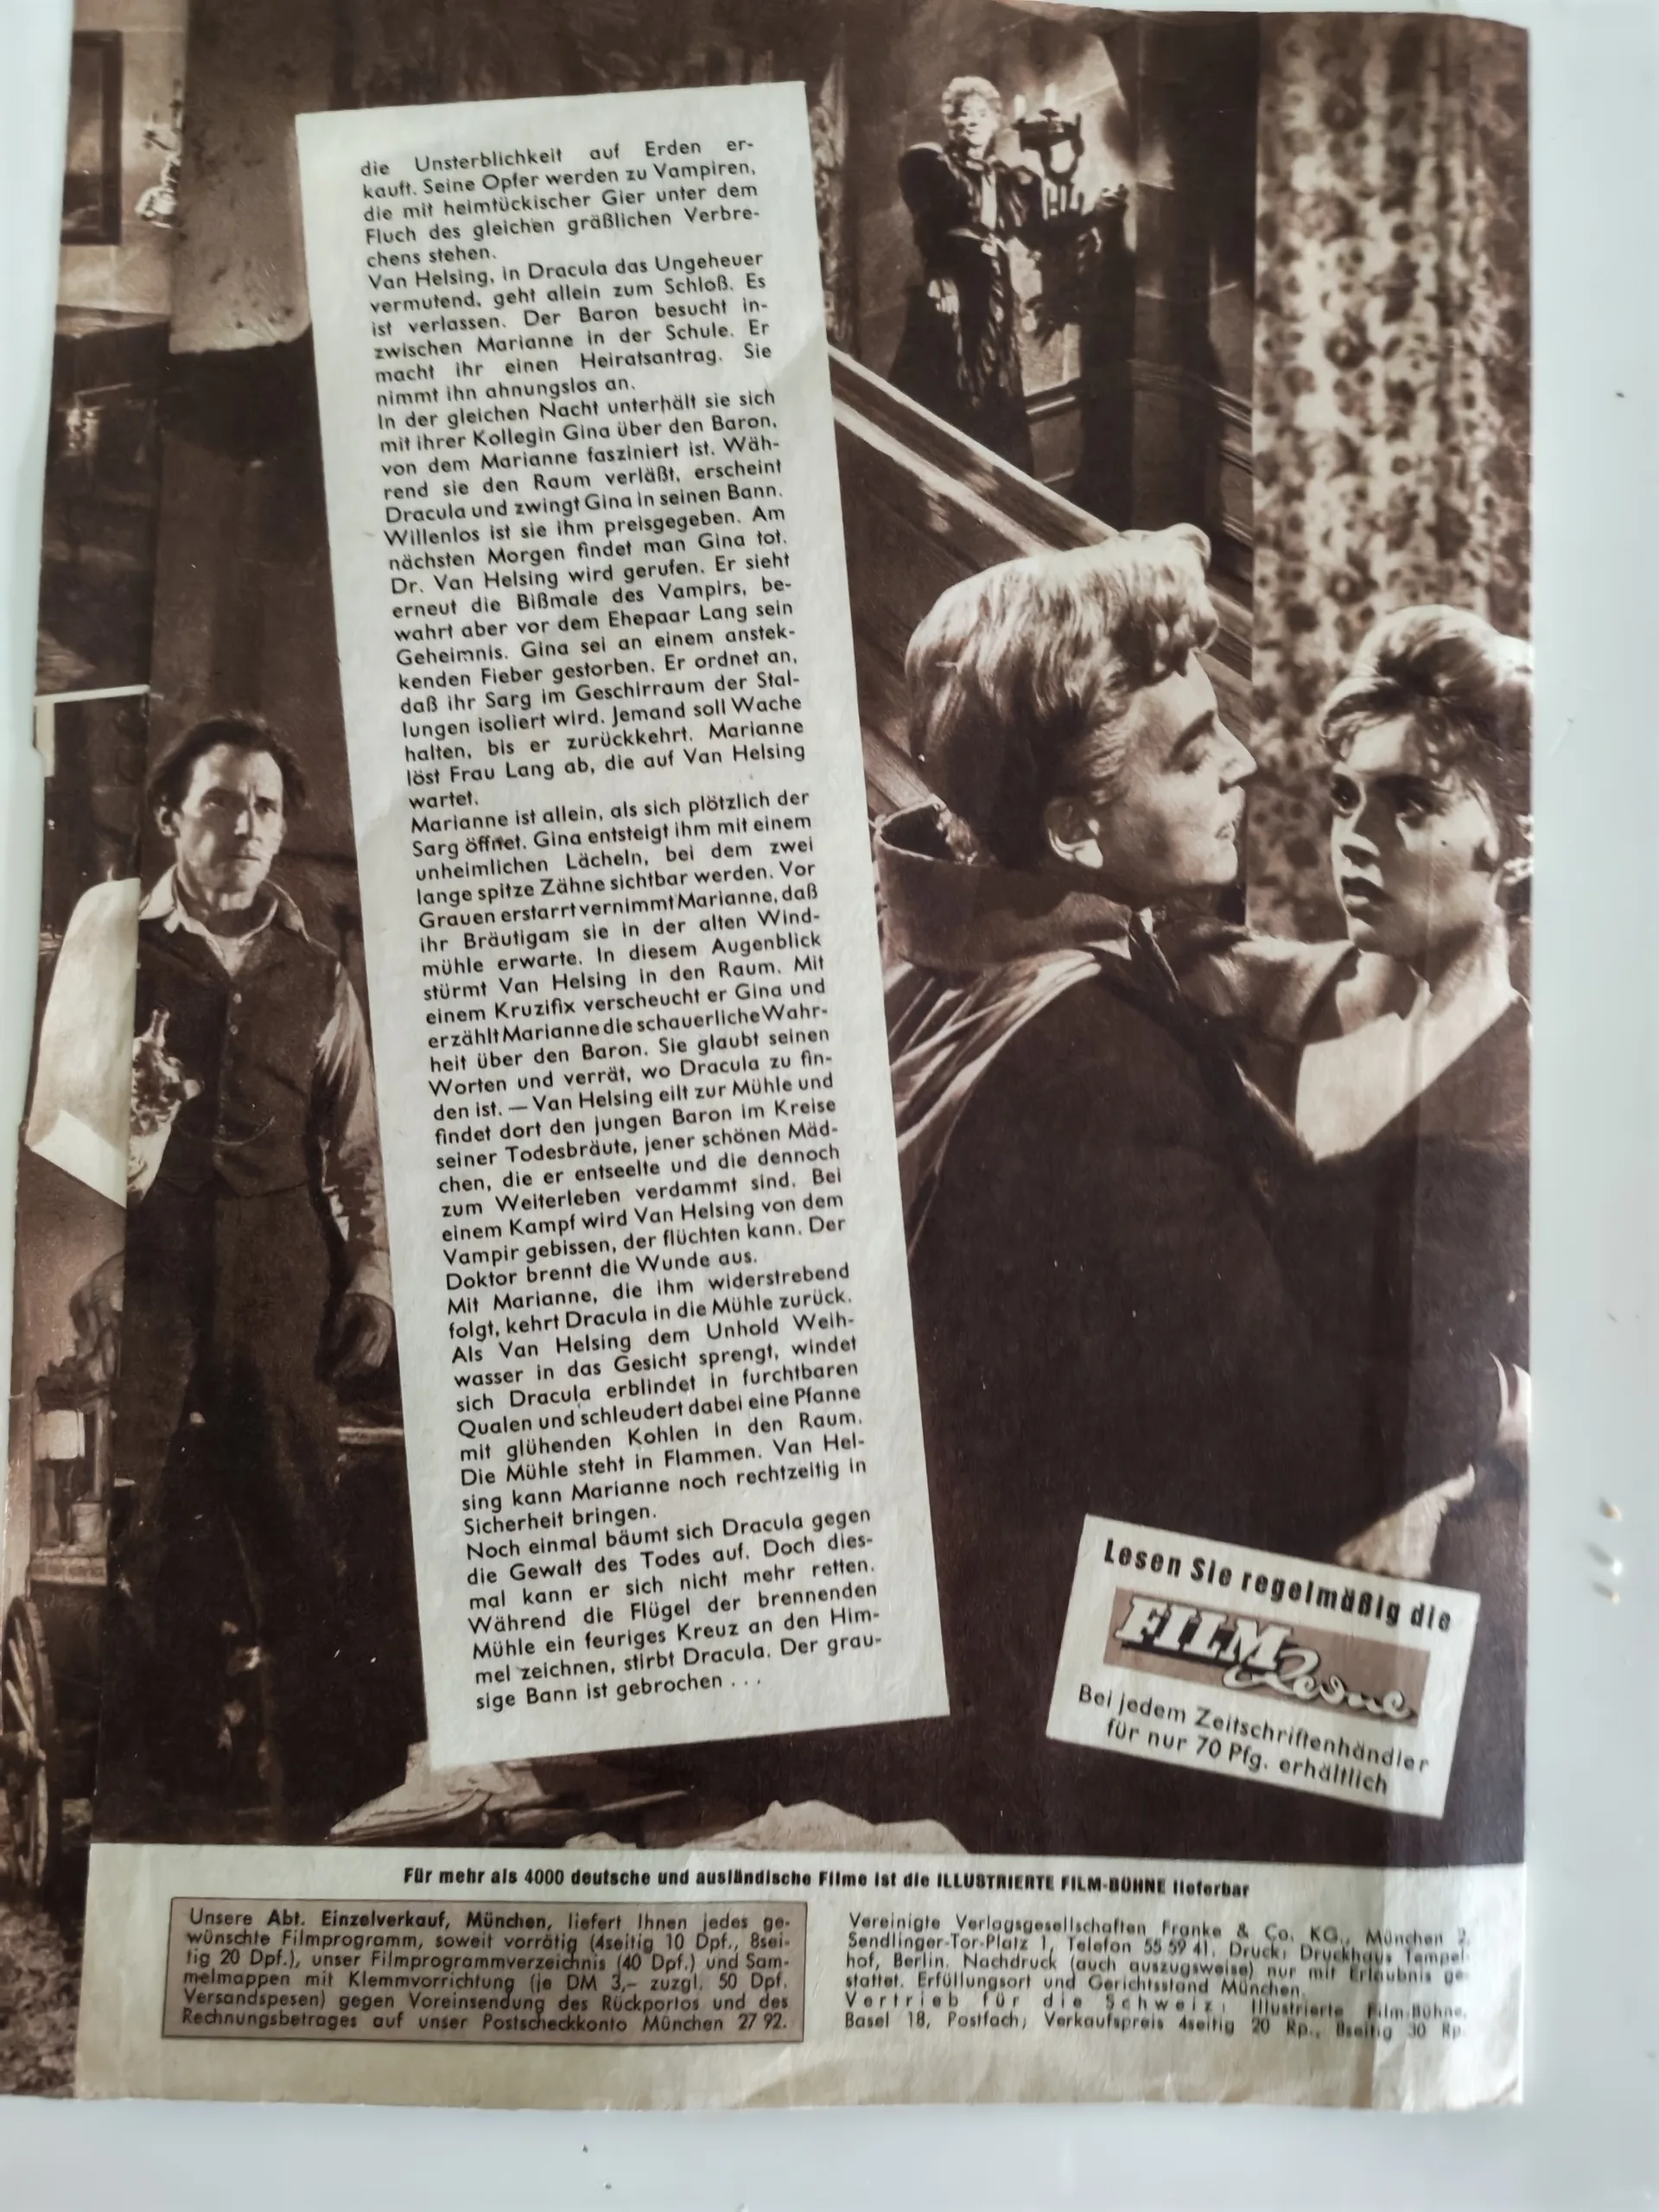 die Unsterblichkeit auf Erden er-
kauft. Seine Opfer werden zu Vampiren,
die mit heimtückischer Gier unter dem
Fluch des gleichen gräßlichen Verbre-
chens stehen.
Van Helsing, in Dracula das Ungeheuer
vermutend, geht allein zum Schloß. Es
ist verlassen. Der Baron besucht in-
zwischen Marianne in der Schule. Er
macht ihr einen Heiratsantrag. Sie
nimmt ihn ahnungslos an.
In der gleichen Nacht unterhält sie sich
mit ihrer Kollegin Gina über den Baron,
von dem Marianne fasziniert ist. Wäh-
rend sie den Raum verläßt, erscheint
Dracula und zwingt Gina in seinen Bann.
Willenlos ist sie ihm preisgegeben. Am
nächsten Morgen findet man Gina tot.
Dr. Van Helsing wird gerufen. Er sieht
erneut die Bißmale des Vampirs, be-
wahrt aber vor dem Ehepaar Lang sein
Geheimnis. Gina sei an einem anstek-
kenden Fieber gestorben. Er ordnet an,
daß ihr Sarg im Geschirraum der Stal-
lungen isoliert wird. Jemand soll Wache
halten, bis er zurückkehrt. Marianne
löst Frau Lang ab, die auf Van Helsing
wartet.
Marianne ist allein, als sich plötzlich der
Sarg öffnet. Gina entsteigt ihm mit einem
unheimlichen Lächeln, bei dem zwei
lange spitze Zähne sichtbar werden. Vor
Grauen erstarrt vernimmt Marianne, daß
ihr Bräutigam sie in der alten Wind-
mühle erwarte. In diesem Augenblick
stürmt Van Helsing in den Raum. Mit
einem Kruzifix verscheucht er Gina und
erzählt Marianne die schauerliche Wahr-
heit über den Baron. Sie glaubt seinen
Worten und verrät, wo Dracula zu fin-
den ist. — Van Helsing eilt zur Mühle und
findet dort den jungen Baron im Kreise
seiner Todesbräute, jener schönen Mäd-
chen, die er entseelte und die dennoch
zum Weiterleben verdammt sind. Bei
einem Kampf wird Van Helsing von dem
Vampir gebissen, der flüchten kann. Der
Doktor brennt die Wunde aus.
Mit Marianne, die ihm widerstrebend
folgt, kehrt Dracula in die Mühle zurück.
Als Van Helsing dem Unhold Weih-
wasser in das Gesicht sprengt, windet
sich Dracula erblindet in furchtbaren
Qualen und schleudert dabei eine Pfanne
mit glühenden Kohlen in den Raum.
Die Mühle steht in Flammen. Van Hel-
sing kann Marianne noch rechtzeitig in
Sicherheit bringen.
Noch einmal bäumt sich Dracula gegen
die Gewalt des Todes auf. Doch dies-
mal kann er sich nicht mehr retten.
Während die Flügel der brennenden
Mühle ein feuriges Kreuz an den Him-
mel zeichnen, stirbt Dracula. Der grau-
sige Bann ist gebrochen . . .
Lesen Sie regelmäßig die
FILM Revue
Bei jedem Zeitschriftenhändler
für nur 70 Pfg. erhältlich
Für mehr als 4000 deutsche und ausländische Filme ist die ILLUSTRIERTE FILM-BÜHNE lieferbar
Unsere Abt. Einzelverkauf, München, liefert Ihnen jedes ge-
wünschte Filmprogramm, soweit vorrätig (4seitig 10 Dpf., 8sei-
tig 20 Dpf.), unser Filmprogrammverzeichnis (40 Dpf.) und Sam-
melmappen mit Klemmvorrichtung (je DM 3,– zuzgl. 50 Dpf.
Versandspesen) gegen Voreinsendung des Rückportos und des
Rechnungsbetrages auf unser Postscheckkonto München 27 92.
Vereinigte Verlagsgesellschaften Franke & Co. KG., München 2,
Sendlinger-Tor-Platz 1, Telefon 55 59 41. Druck: Druckhaus Tempel-
hof, Berlin. Nachdruck (auch auszugsweise) nur mit Erlaubnis ge-
stattet. Erfüllungsort und Gerichtsstand München.
Vertrieb für die Schweiz: Illustrierte Film-Bühne,
Basel 18, Postfach; Verkaufspreis 4seitig 20 Rp., 8seitig 30 Rp.